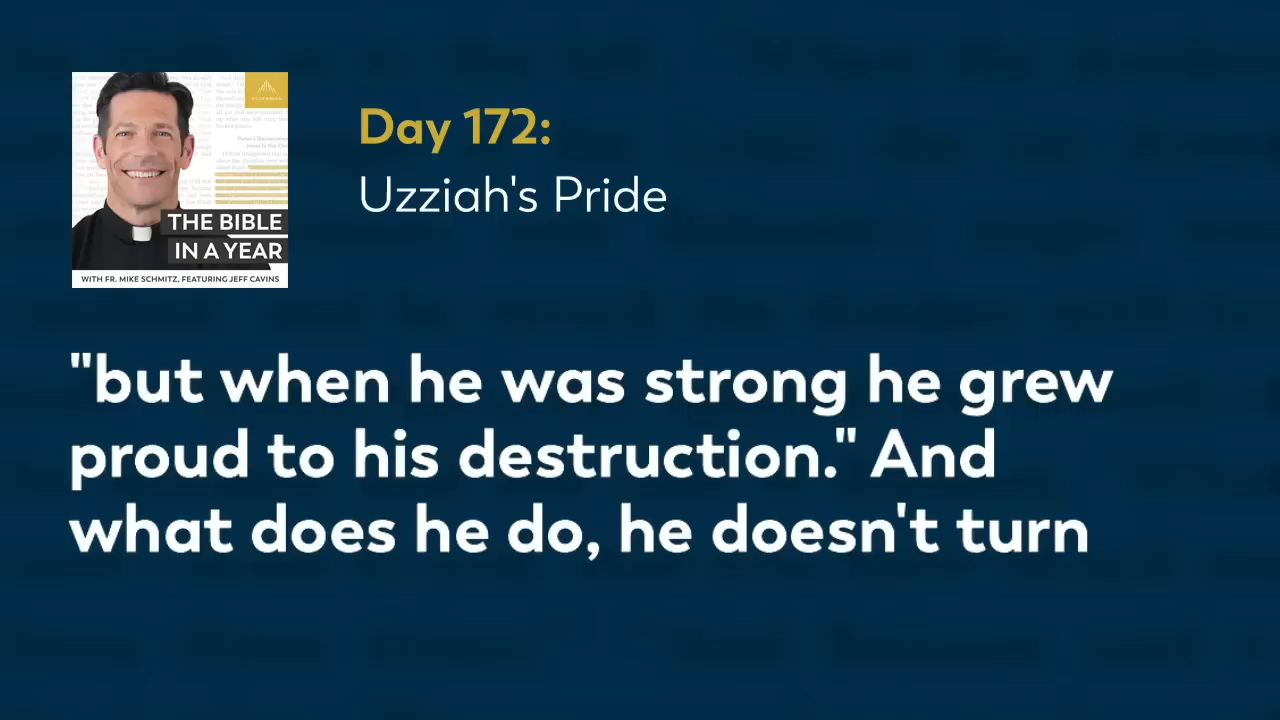 Day 172:
Uzziah's Pride
THE BIBLE
IN A YEAR
WITH FR. MIKE SCHMITZ, FEATURING JEFF CAVINS
"but when he was strong he grew
proud to his destruction." And
what does he do, he doesn't turn